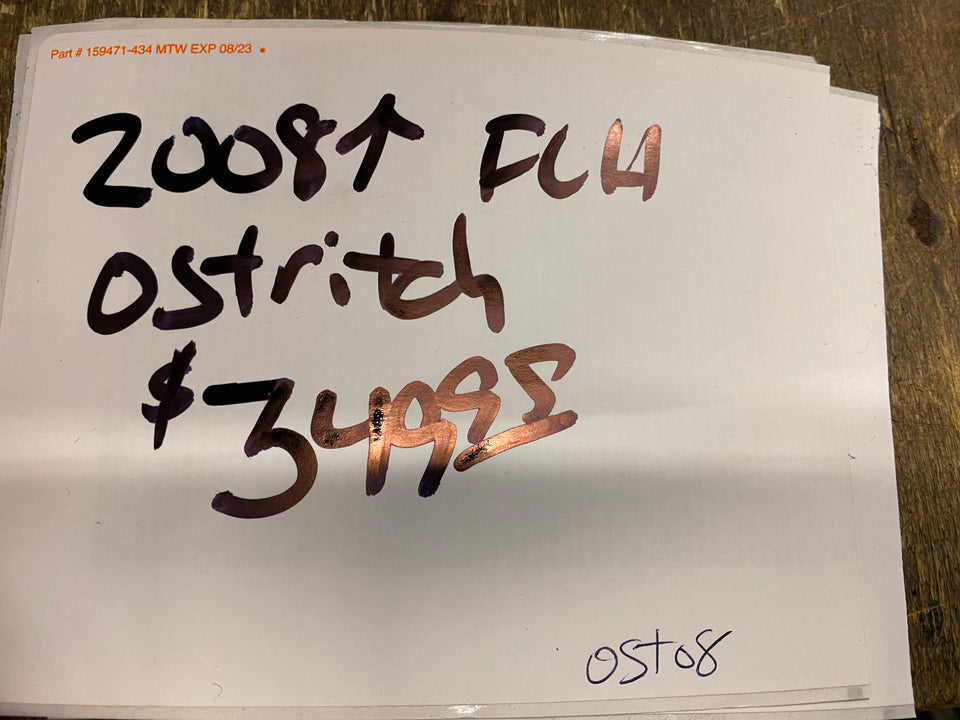 Part # 159471-434 MTW EXP 08/23 •
2008↑ FLH
ostritch
$34995
ost08